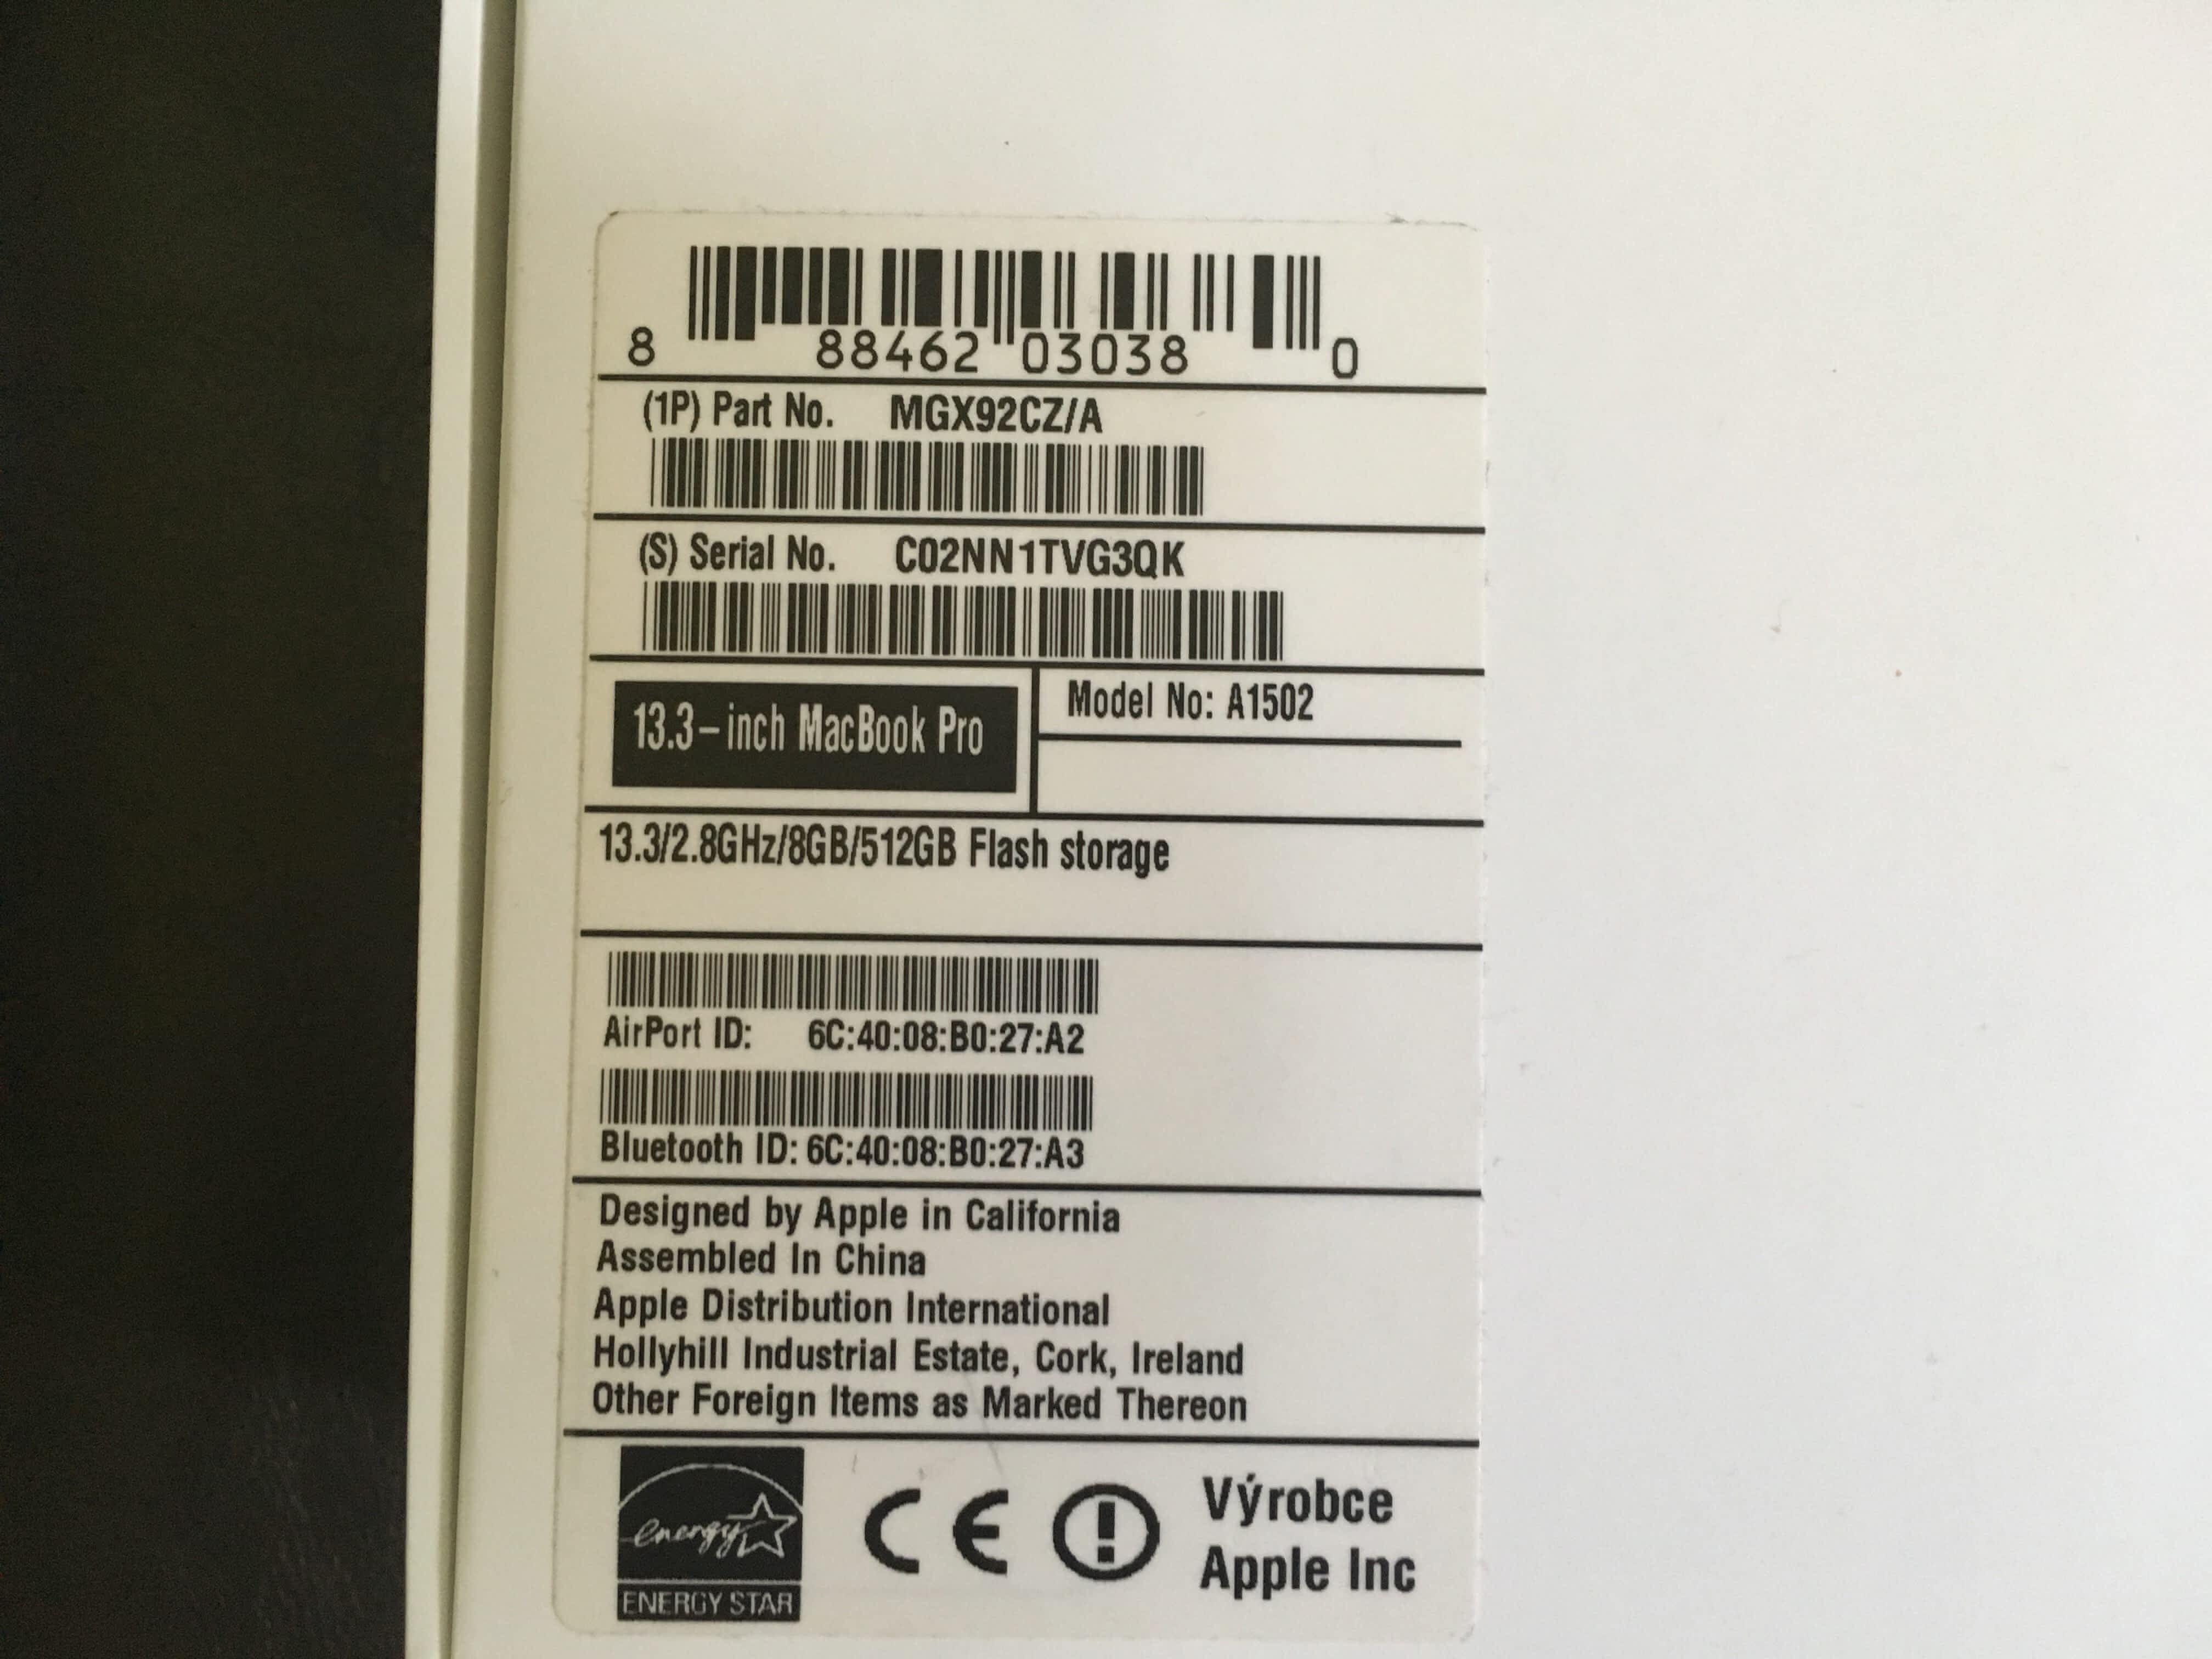 8 88462 03038 0
(1P) Part No. MGX92CZ/A
(S) Serial No. C02NN1TVG3QK
13.3-inch MacBook Pro
Model No: A1502
13.3/2.8GHz/8GB/512GB Flash storage
AirPort ID: 6C:40:08:B0:27:A2
Bluetooth ID: 6C:40:08:B0:27:A3
Designed by Apple in California
Assembled In China
Apple Distribution International
Hollyhill Industrial Estate, Cork, Ireland
Other Foreign Items as Marked Thereon
energy
ENERGY STAR
CE
Výrobce
Apple Inc